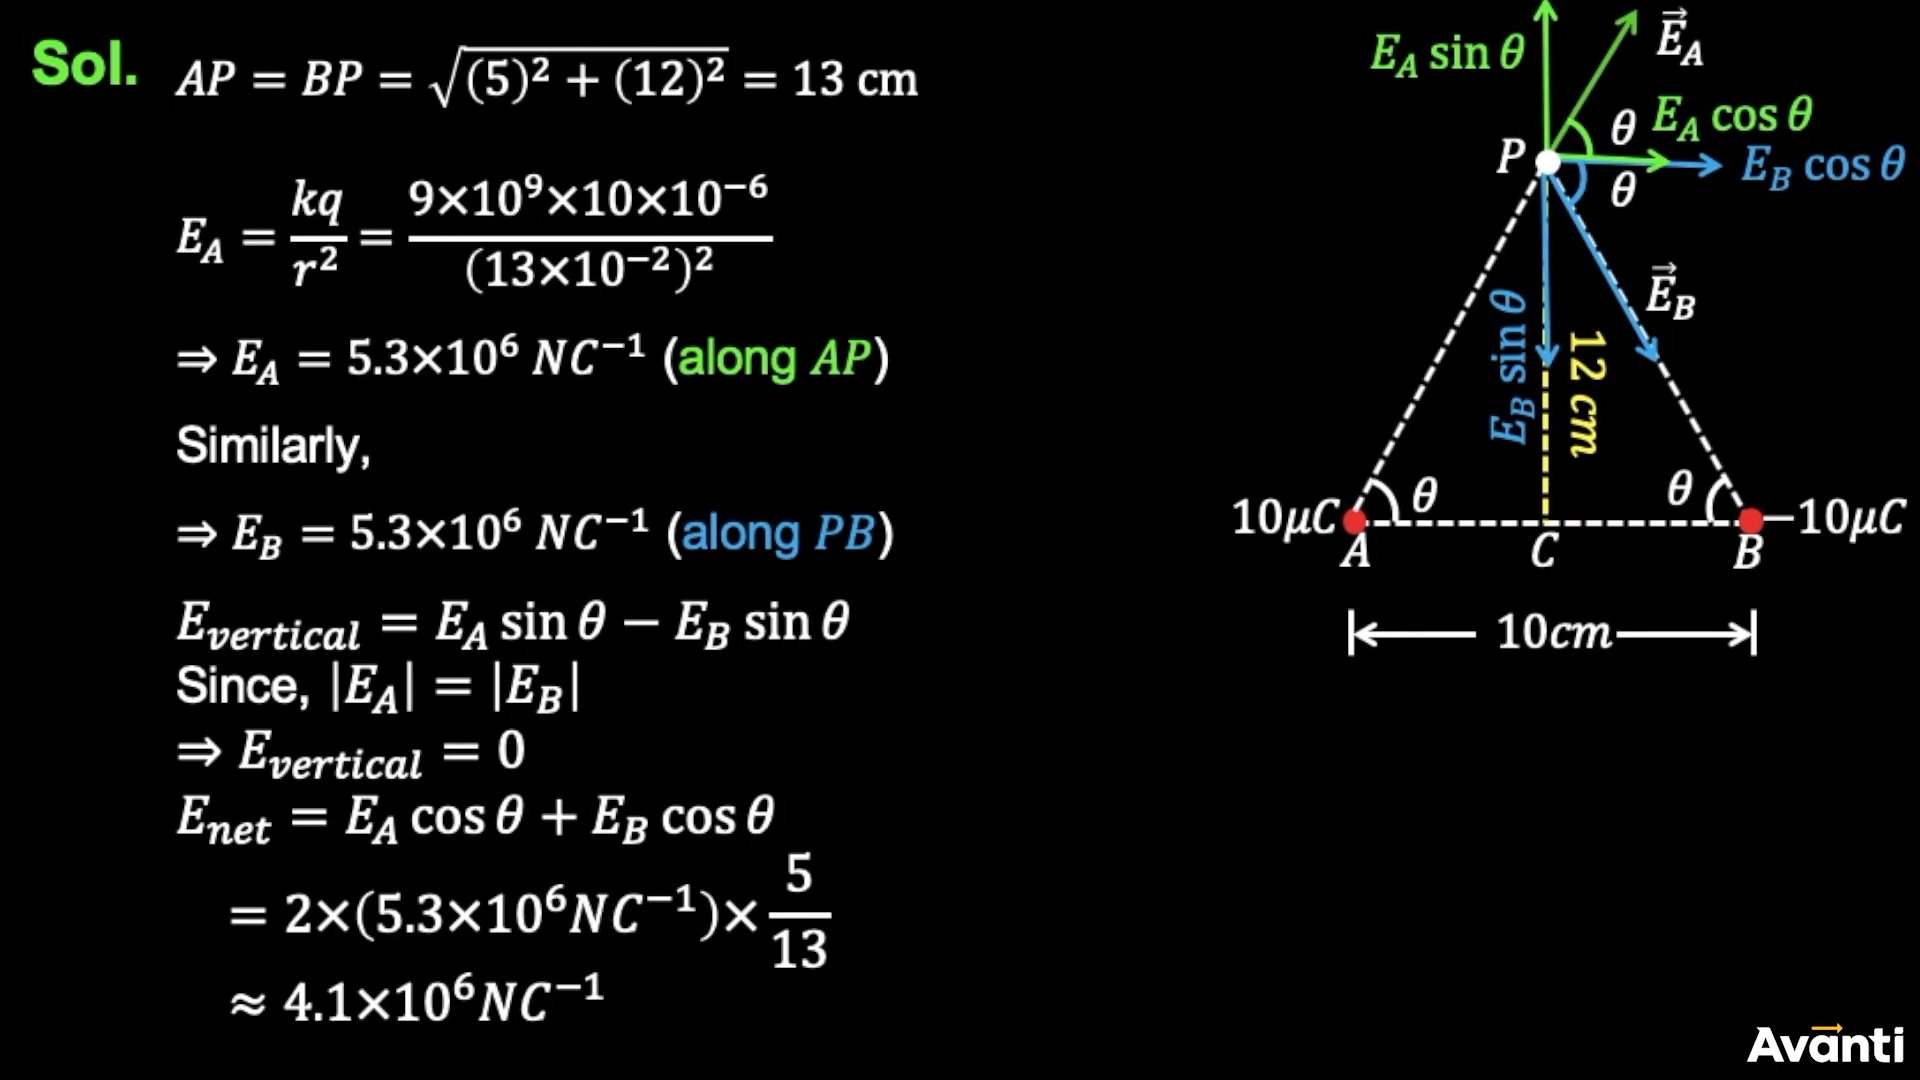 Sol. AP = BP = √(5)² + (12)² = 13 cm
E_A = kq/r² = 9×10⁹×10×10⁻⁶/(13×10⁻²)²
⇒ E_A = 5.3×10⁶ NC⁻¹ (along AP)
Similarly,
⇒ E_B = 5.3×10⁶ NC⁻¹ (along PB)
E_vertical = E_A sin θ − E_B sin θ
Since, |E_A| = |E_B|
⇒ E_vertical = 0
E_net = E_A cos θ + E_B cos θ
= 2×(5.3×10⁶NC⁻¹)×5/13
≈ 4.1×10⁶NC⁻¹
E_A sin θ
E⃗_A
θ
E_A cos θ
P
E_B cos θ
θ
E⃗_B
E_B sin θ
12 cm
10μC
θ
θ
−10μC
A
C
B
10cm
Avanti